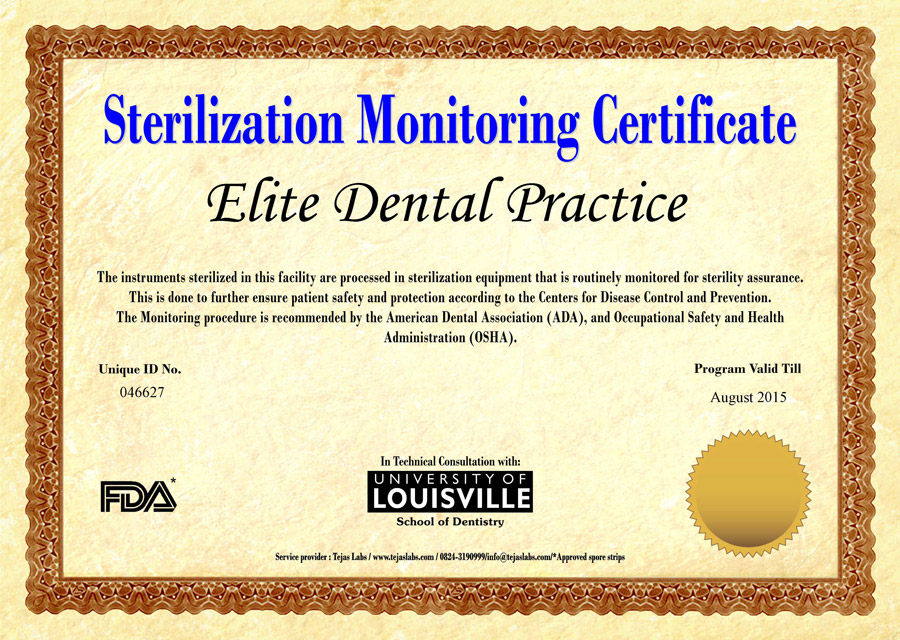 Sterilization Monitoring Certificate
Elite Dental Practice
The instruments sterilized in this facility are processed in sterilization equipment that is routinely monitored for sterility assurance.
This is done to further ensure patient safety and protection according to the Centers for Disease Control and Prevention.
The Monitoring procedure is recommended by the American Dental Association (ADA), and Occupational Safety and Health
Administration (OSHA).
Unique ID No.
046627
Program Valid Till
August 2015
FDA*
In Technical Consultation with:
UNIVERSITY OF
LOUISVILLE
School of Dentistry
Service provider : Tejas Labs / www.tejaslabs.com / 0824-3190999/info@tejaslabs.com/*Approved spore strips